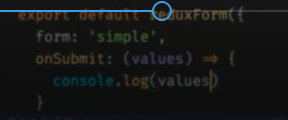 export default reduxForm({
form: 'simple',
onSubmit: (values) => {
console.log(values)
}